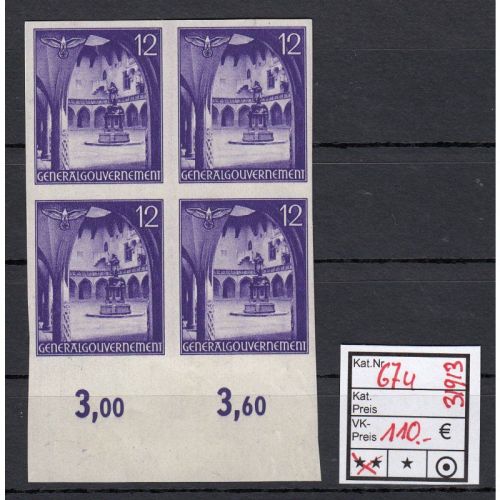 12 12
GENERALGOUVERNEMENT GENERALGOUVERNEMENT
12 12
GENERALGOUVERNEMENT GENERALGOUVERNEMENT
3,00 3,60
Kat.Nr. 67U
Kat.
Preis
VK-
Preis 110.- €
3/9/3